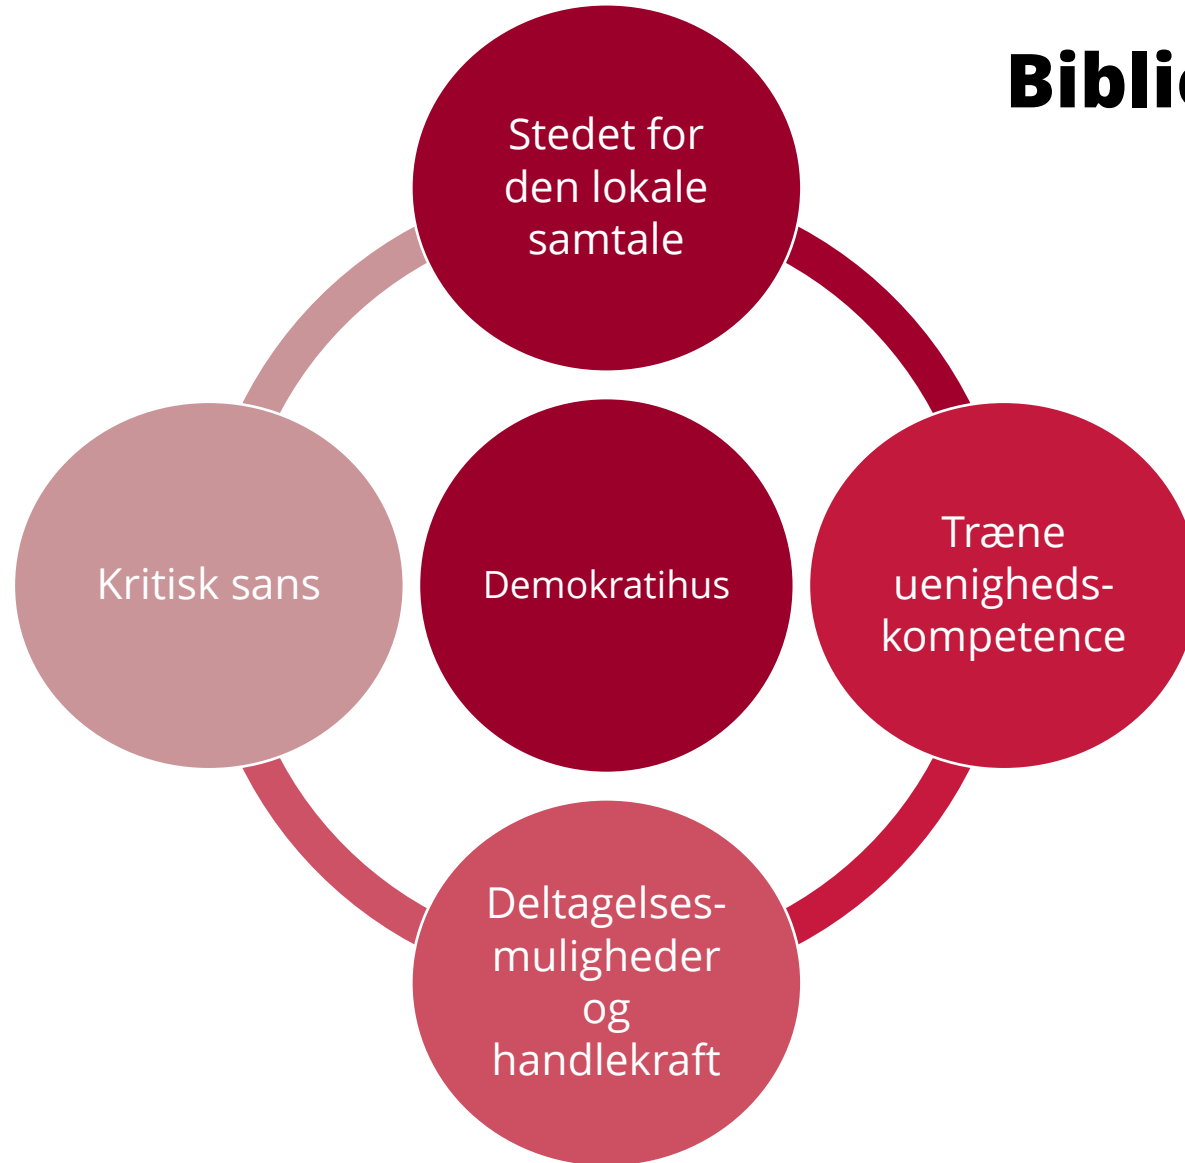 Stedet for
den lokale
samtale
Kritisk sans
Demokratihus
Træne
uenigheds-
kompetence
Deltagelses-
muligheder
og
handlekraft